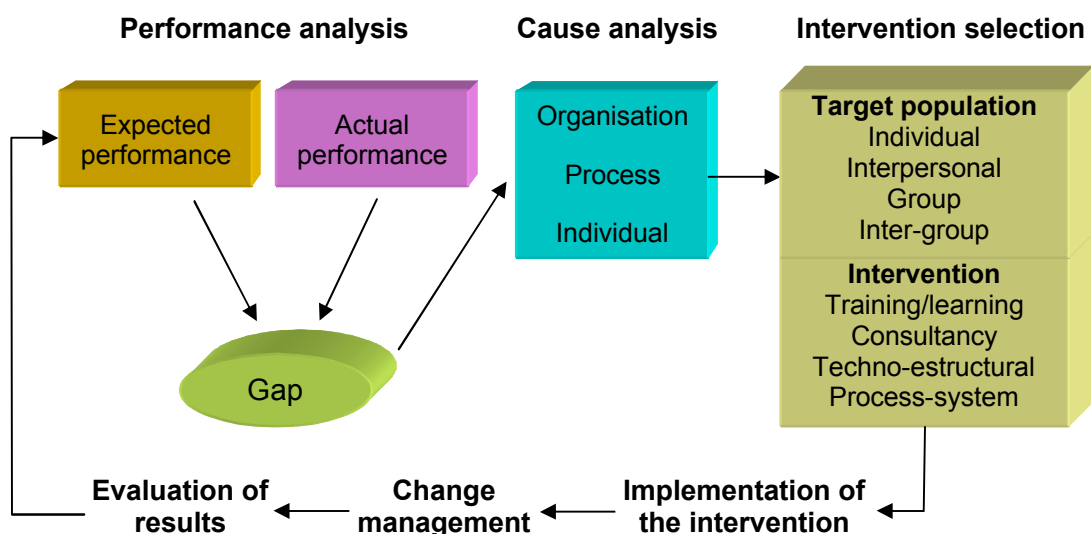 Performance analysis
Cause analysis
Intervention selection
Expected
performance
Actual
performance
Gap
Organisation
Process
Individual
Target population
Individual
Interpersonal
Group
Inter-group
Intervention
Training/learning
Consultancy
Techno-estructural
Process-system
Implementation of
the intervention
Change
management
Evaluation of
results